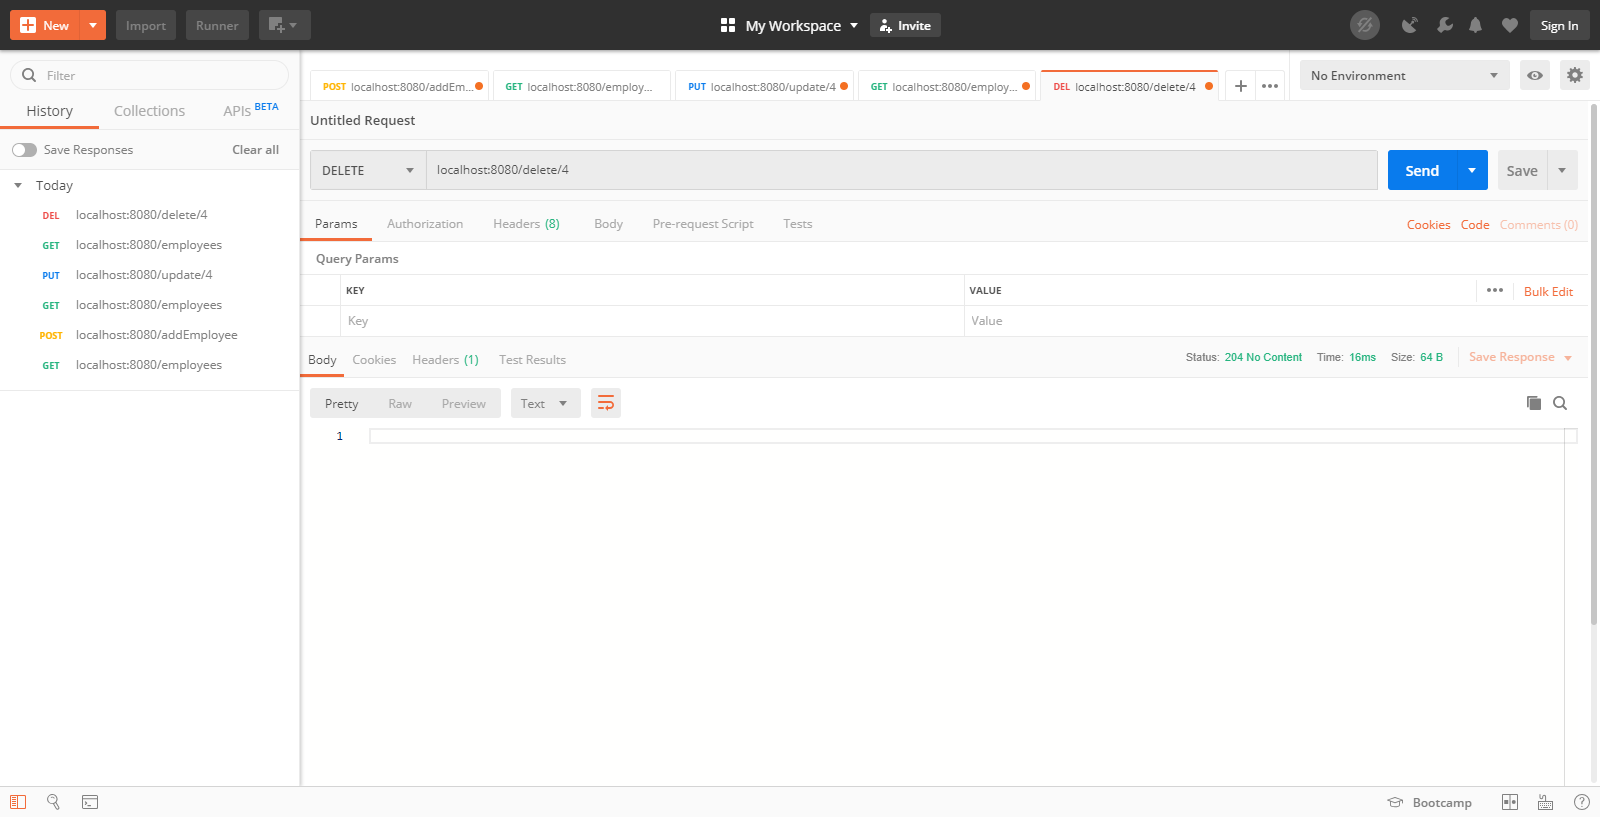 New Import Runner My Workspace Invite Sign In
Filter
History Collections APIs BETA
Save Responses Clear all
Today
DEL localhost:8080/delete/4
GET localhost:8080/employees
PUT localhost:8080/update/4
GET localhost:8080/employees
POST localhost:8080/addEmployee
GET localhost:8080/employees
POST localhost:8080/addEm... GET localhost:8080/employ... PUT localhost:8080/update/4 GET localhost:8080/employ... DEL localhost:8080/delete/4 No Environment
Untitled Request
DELETE localhost:8080/delete/4 Send Save
Params Authorization Headers (8) Body Pre-request Script Tests Cookies Code Comments (0)
Query Params
KEY VALUE Bulk Edit
Key Value
Body Cookies Headers (1) Test Results Status: 204 No Content Time: 16ms Size: 64 B Save Response
Pretty Raw Preview Text
1
Bootcamp